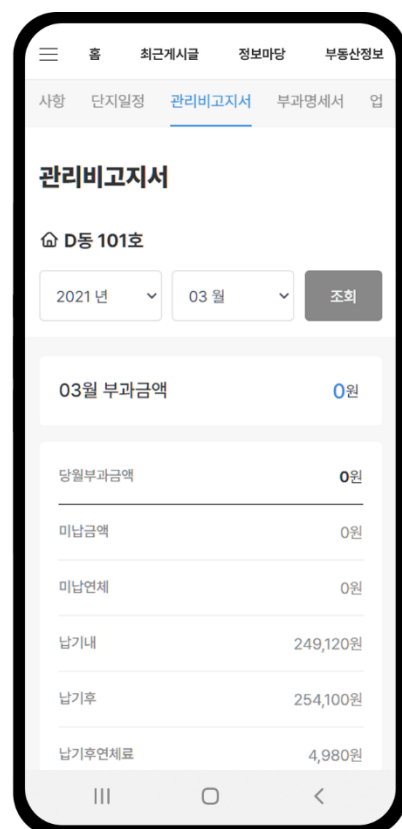 홈 최근게시글 정보마당 부동산정보
사항 단지일정 관리비고지서 부과명세서 업
관리비고지서
D동 101호
2021 년 03 월 조회
03월 부과금액 0원
당월부과금액 0원
미납금액 0원
미납연체 0원
납기내 249,120원
납기후 254,100원
납기후연체료 4,980원